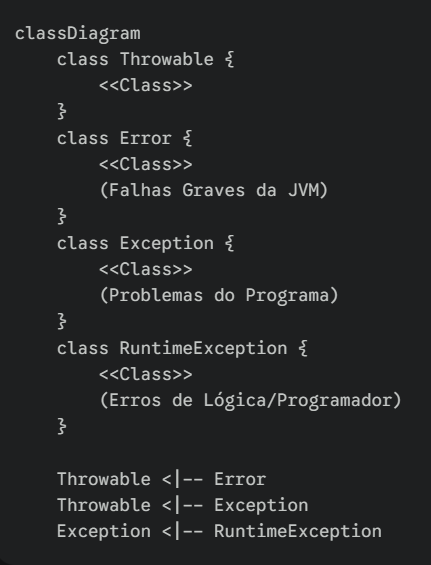 classDiagram
    class Throwable {
        <<Class>>
    }
    class Error {
        <<Class>>
        (Falhas Graves da JVM)
    }
    class Exception {
        <<Class>>
        (Problemas do Programa)
    }
    class RuntimeException {
        <<Class>>
        (Erros de Lógica/Programador)
    }

    Throwable <|-- Error
    Throwable <|-- Exception
    Exception <|-- RuntimeException